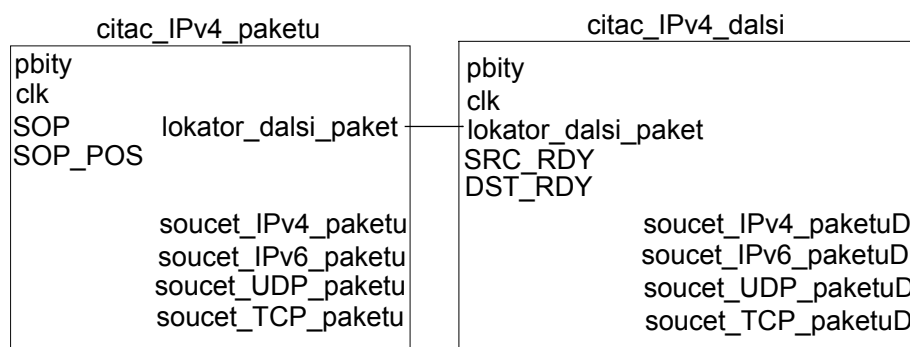 citac_IPv4_paketu
pbity
clk
SOP
lokator_dalsi_paket
SOP_POS
soucet_IPv4_paketu
soucet_IPv6_paketu
soucet_UDP_paketu
soucet_TCP_paketu
citac_IPv4_dalsi
pbity
clk
lokator_dalsi_paket
SRC_RDY
DST_RDY
soucet_IPv4_paketuD
soucet_IPv6_paketuD
soucet_UDP_paketuD
soucet_TCP_paketuD